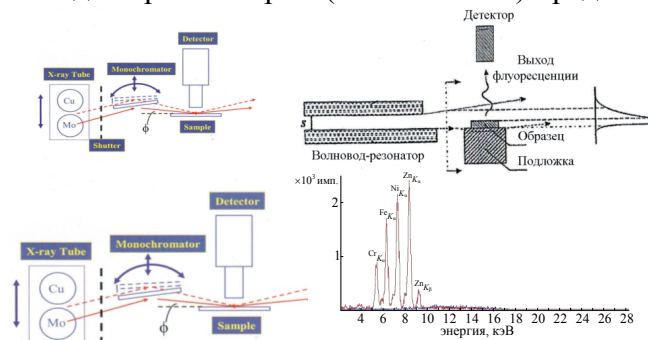 Detector
X-ray Tube
Monochromator
Cu
Mo
ϕ
Sample
Shutter
Детектор
Выход
флуоресценции
S
Образец
Волновод-резонатор
Подложка
Detector
X-ray Tube
Monochromator
Cu
Mo
ϕ
Sample
×10³ имп.
2
1
Cr Kα
Fe Kα
Ni Kα
Zn Kα
Zn Kβ
4 6 8 10 12 14 16 18 20 22 24 26 28
энергия, кэВ